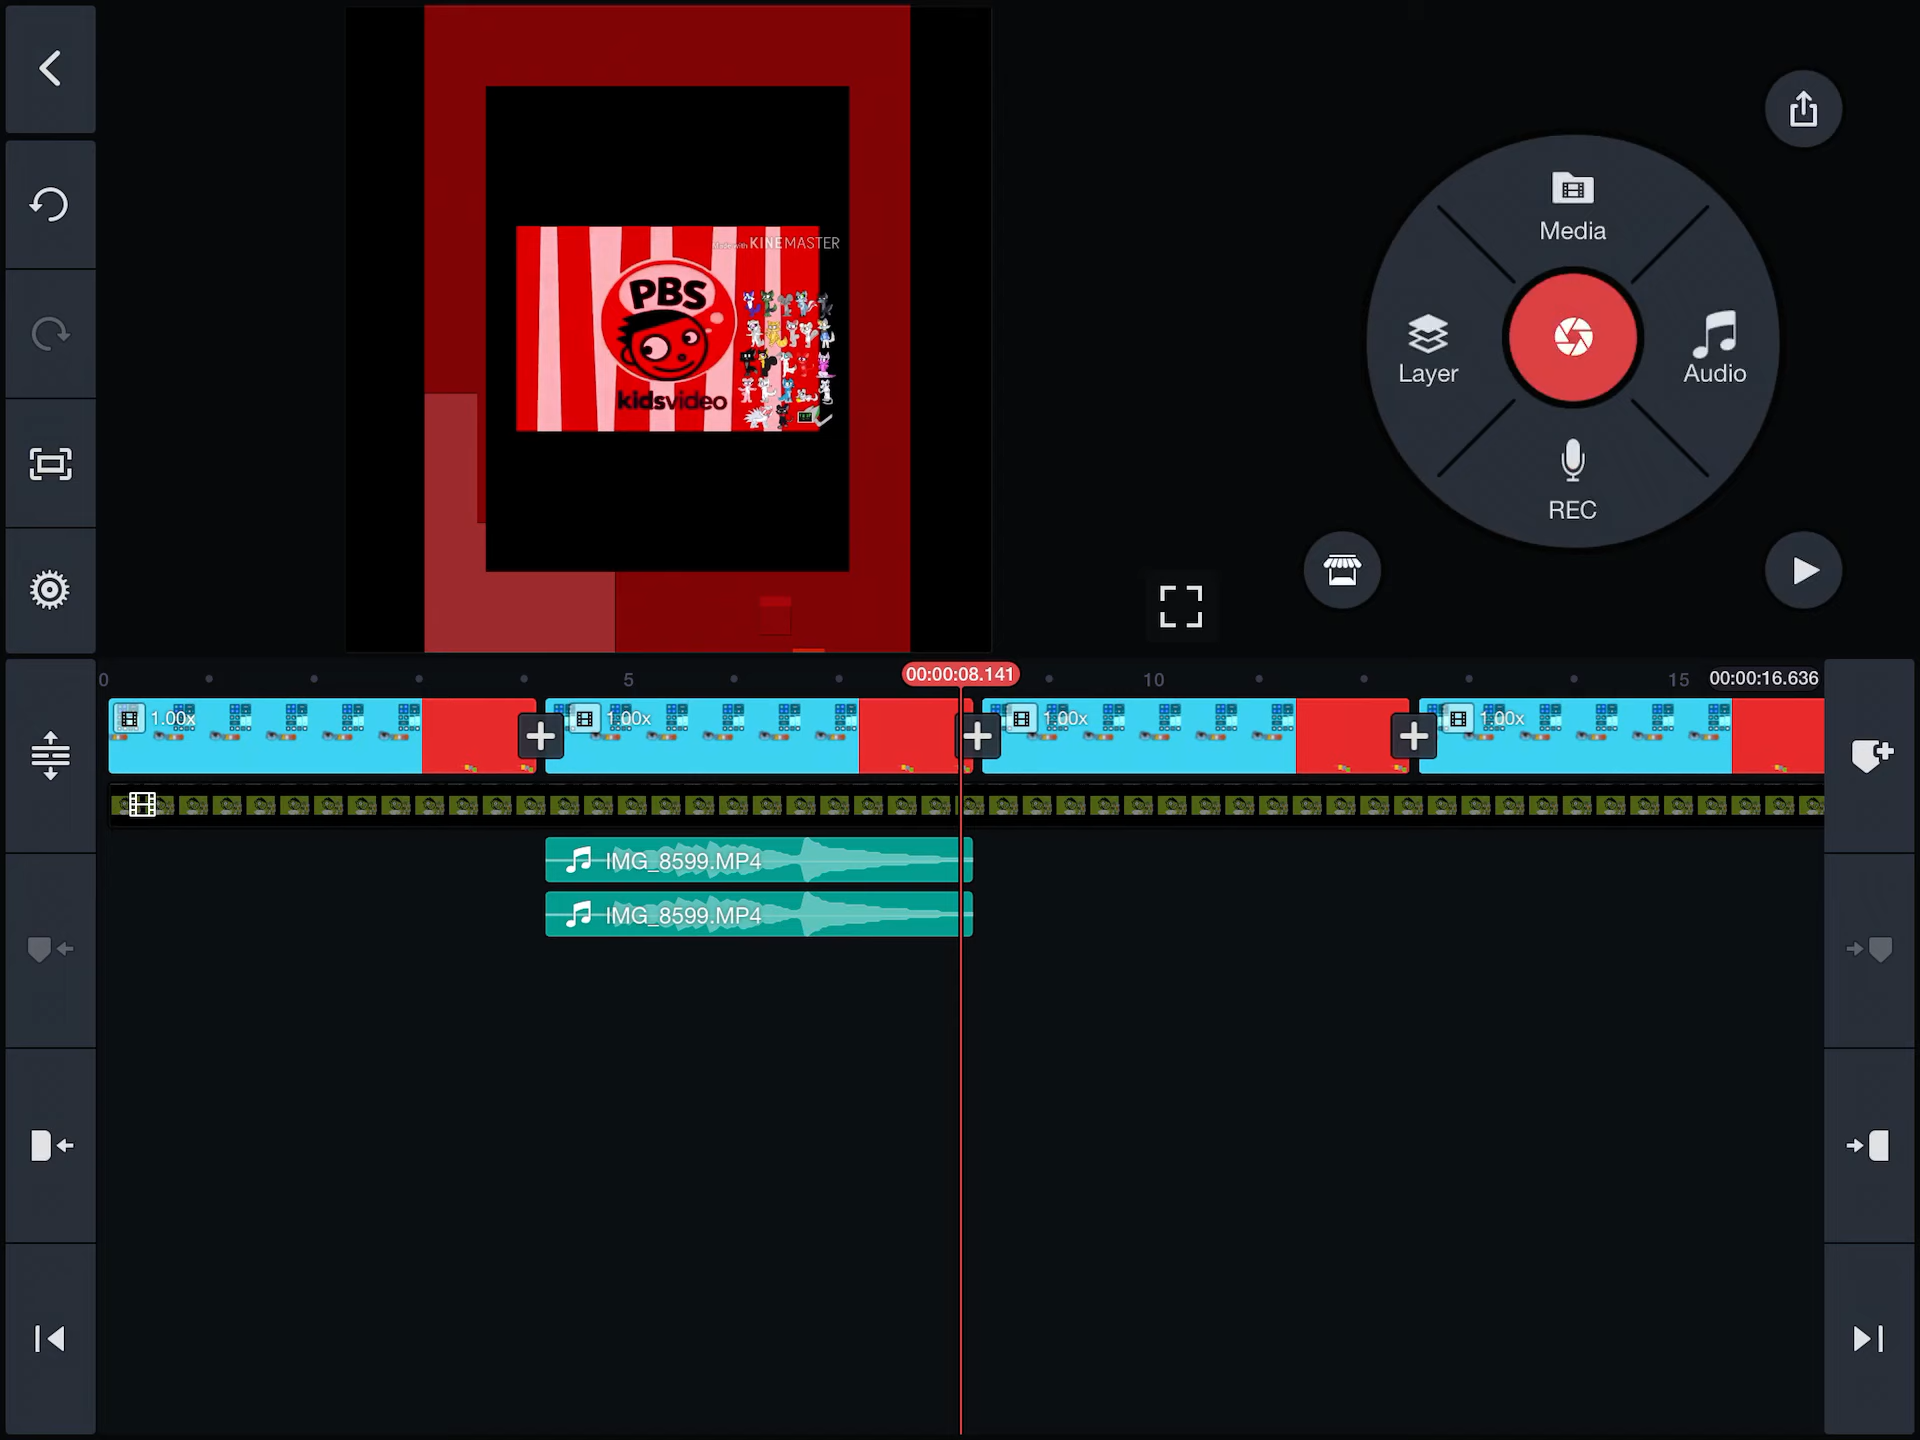 Made with KINEMASTER
PBS
kidsvideo
Media
Layer
Audio
REC
0
5
00:00:08.141
10
15
00:00:16.636
1.00x
1.00x
1.00x
1.00x
IMG_8599.MP4
IMG_8599.MP4